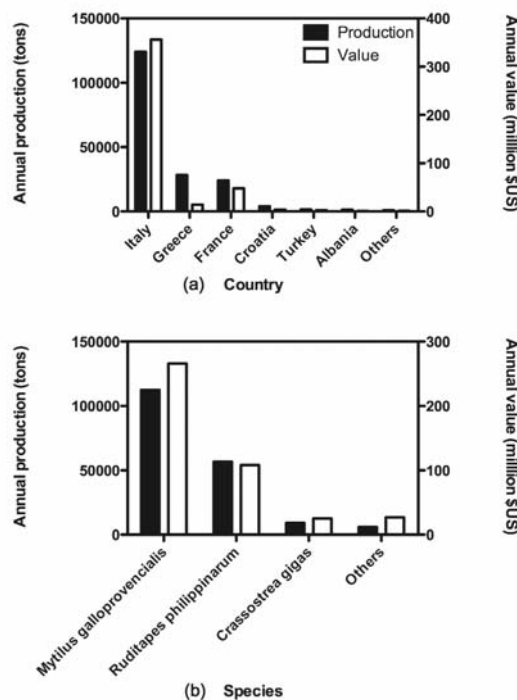 Annual production (tons)
150000
100000
50000
0
Production
Value
400
300
200
100
0
Annual value (milllion $US)
Italy
Greece
France
Croatia
Turkey
Albania
Others
(a) Country
Annual production (tons)
150000
100000
50000
0
300
200
100
0
Annual value (milllion $US)
Mytilus galloprovencialis
Ruditapes philippinarum
Crassostrea gigas
Others
(b) Species